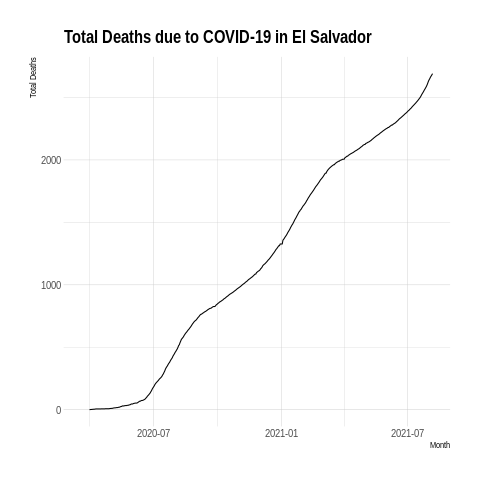 Total Deaths due to COVID-19 in El Salvador
Total Deaths
2000
1000
0
2020-07 2021-01 2021-07
Month